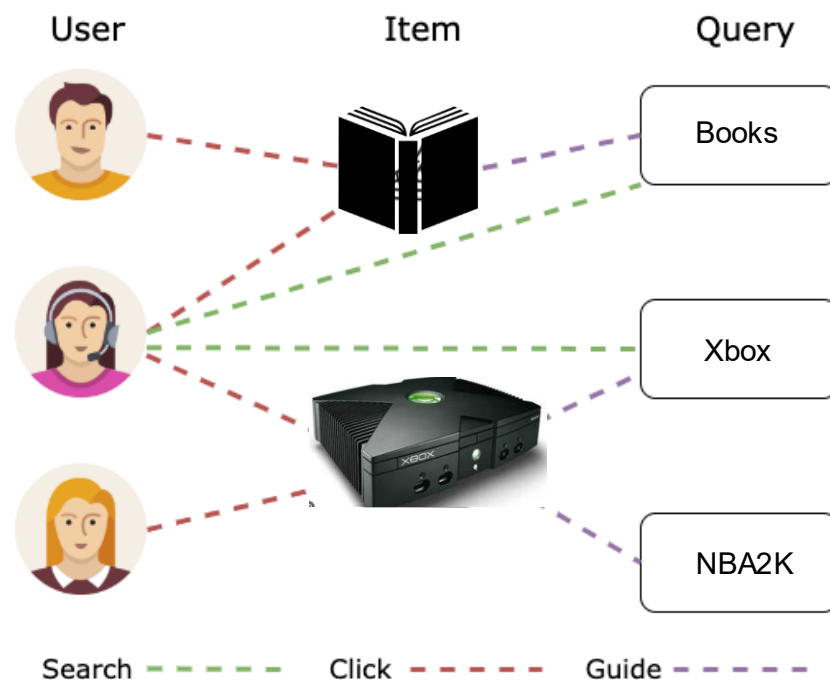 User Item Query
Books
Xbox
XBOX
NBA2K
Search Click Guide